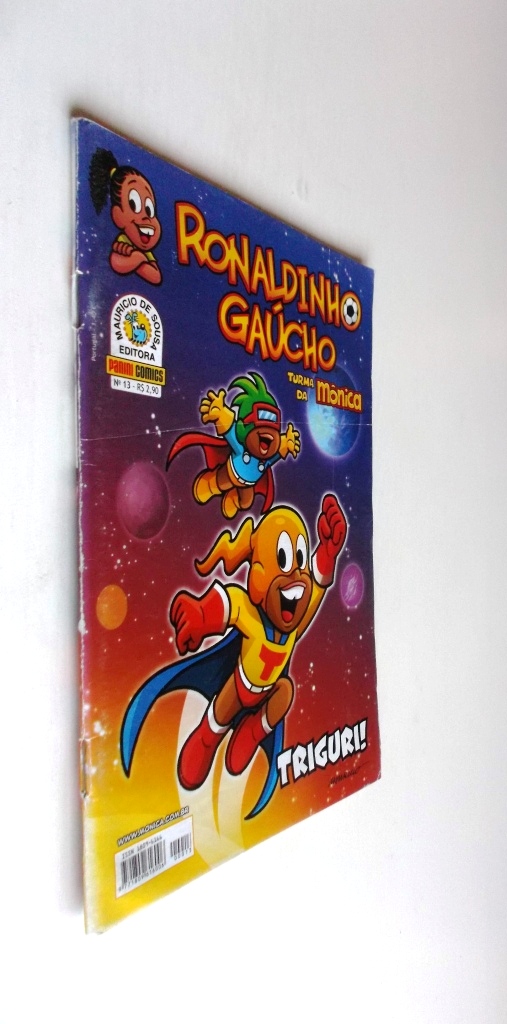 RONALDINHO
GAÚCHO
TURMA
DA Mônica
MAURICIO DE SOUSA
EDITORA
PANINI COMICS
Nº 13 - R$ 2,90
T
TRIGURI!
WWW.MONICA.COM.BR